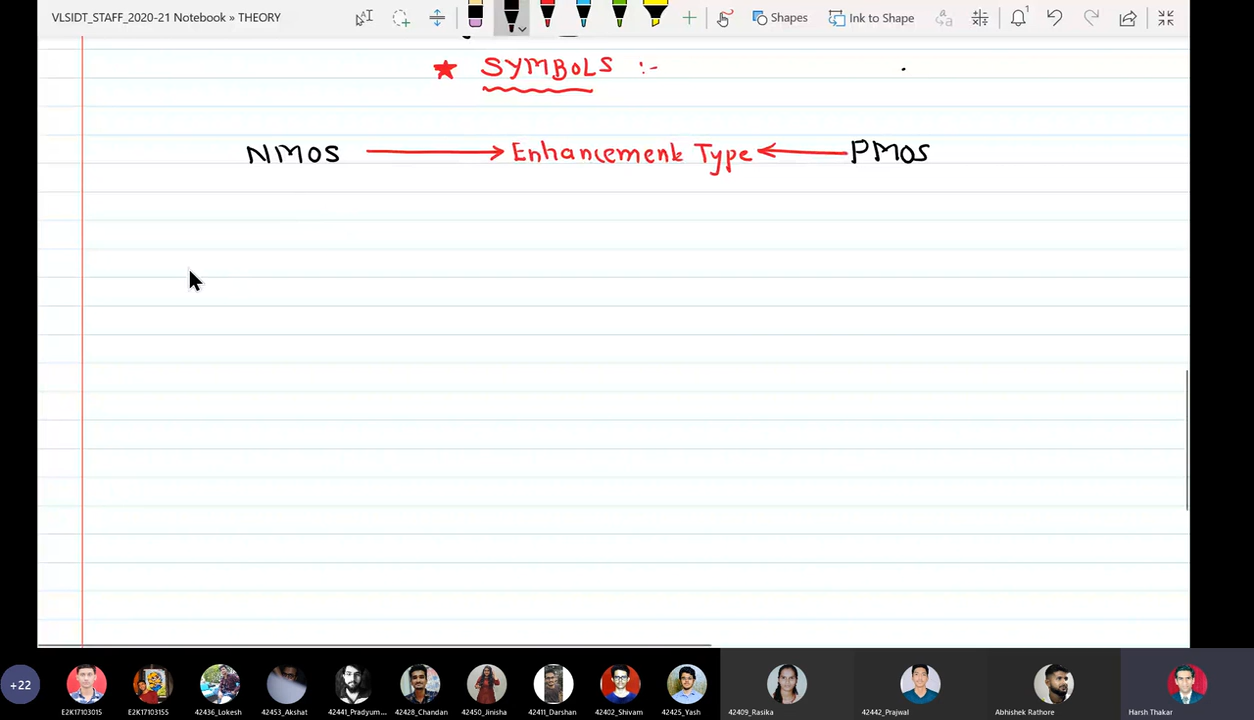 VLSIDT_STAFF_2020-21 Notebook » THEORY
Shapes
Ink to Shape
★ SYMBOLS :-
NMOS → Enhancement Type ← PMOS
+22
E2K17103015
E2K17103155
42436_Lokesh
42453_Akshat
42441_Pradyum...
42428_Chandan
42450_Jinisha
42411_Darshan
42402_Shivam
42425_Yash
42409_Rasika
42442_Prajwal
Abhishek Rathore
Harsh Thakar